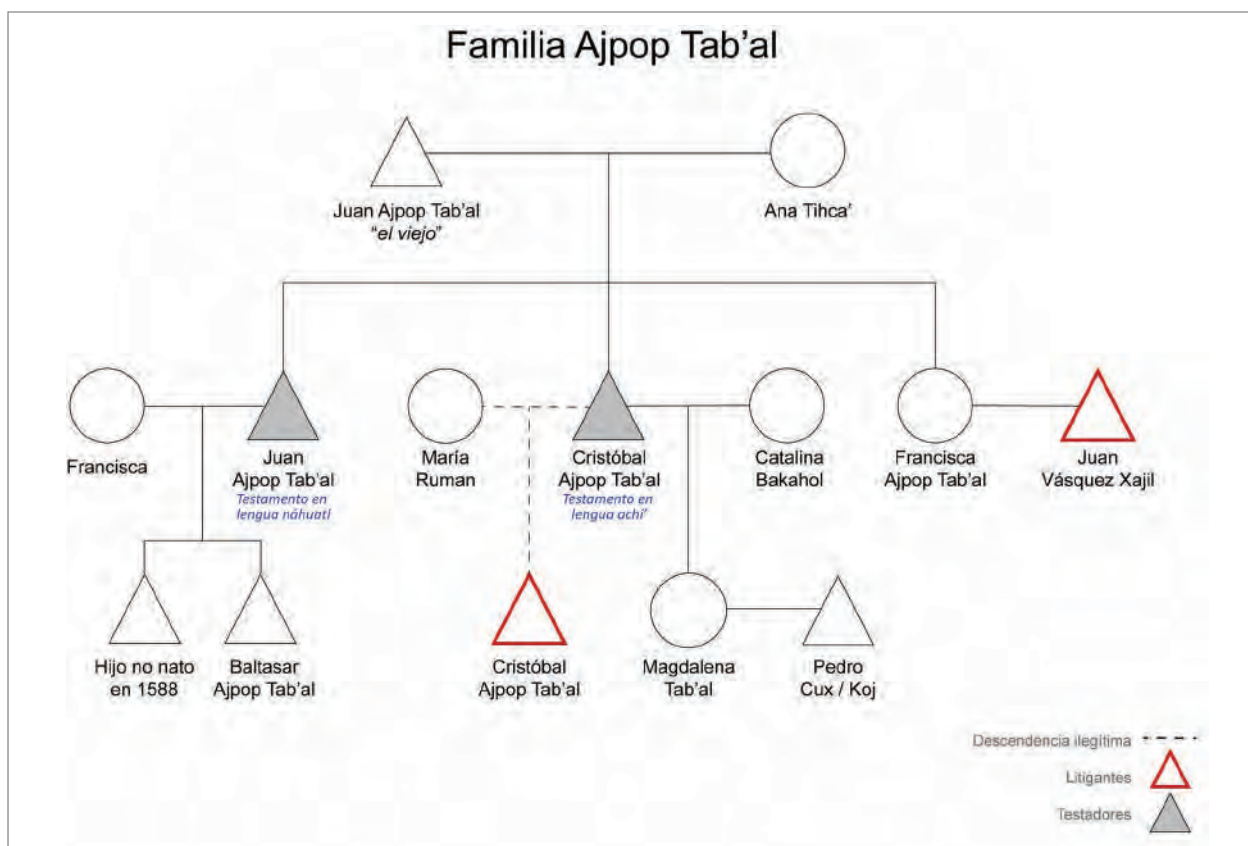 Familia Ajpop Tab'al
Juan Ajpop Tab'al
"el viejo"
Ana Tihca'
Francisca
Juan
Ajpop Tab'al
Testamento en
lengua náhuatl
María
Ruman
Cristóbal
Ajpop Tab'al
Testamento en
lengua achi'
Catalina
Bakahol
Francisca
Ajpop Tab'al
Juan
Vásquez Xajil
Hijo no nato
en 1588
Baltasar
Ajpop Tab'al
Cristóbal
Ajpop Tab'al
Magdalena
Tab'al
Pedro
Cux / Koj
Descendencia ilegítima
Litigantes
Testadores